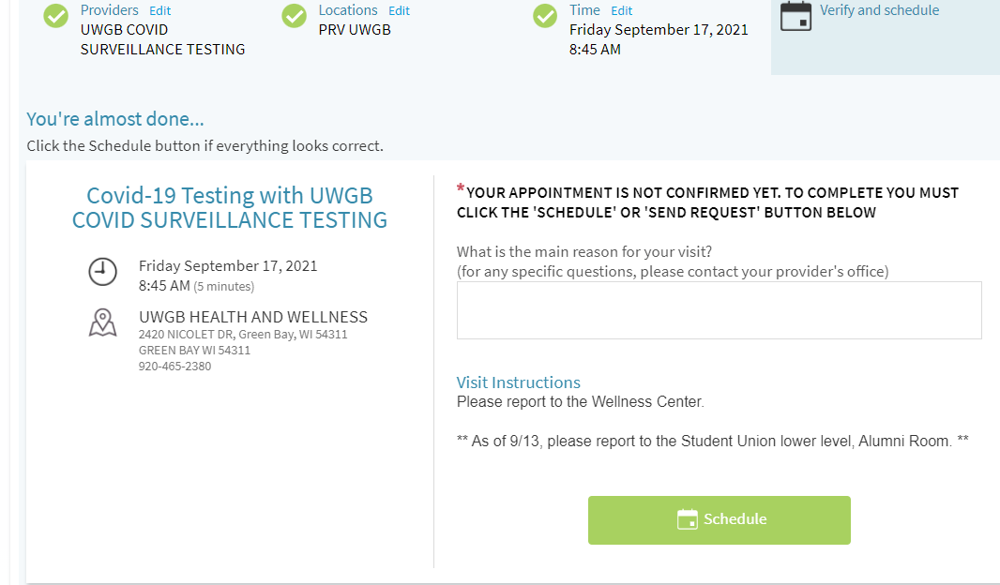 Providers Edit
UWGB COVID
SURVEILLANCE TESTING
Locations Edit
PRV UWGB
Time Edit
Friday September 17, 2021
8:45 AM
Verify and schedule
You're almost done...
Click the Schedule button if everything looks correct.
Covid-19 Testing with UWGB
COVID SURVEILLANCE TESTING
Friday September 17, 2021
8:45 AM (5 minutes)
UWGB HEALTH AND WELLNESS
2420 NICOLET DR, Green Bay, WI 54311
GREEN BAY WI 54311
920-465-2380
*YOUR APPOINTMENT IS NOT CONFIRMED YET. TO COMPLETE YOU MUST
CLICK THE 'SCHEDULE' OR 'SEND REQUEST' BUTTON BELOW
What is the main reason for your visit?
(for any specific questions, please contact your provider's office)
Visit Instructions
Please report to the Wellness Center.
** As of 9/13, please report to the Student Union lower level, Alumni Room. **
Schedule